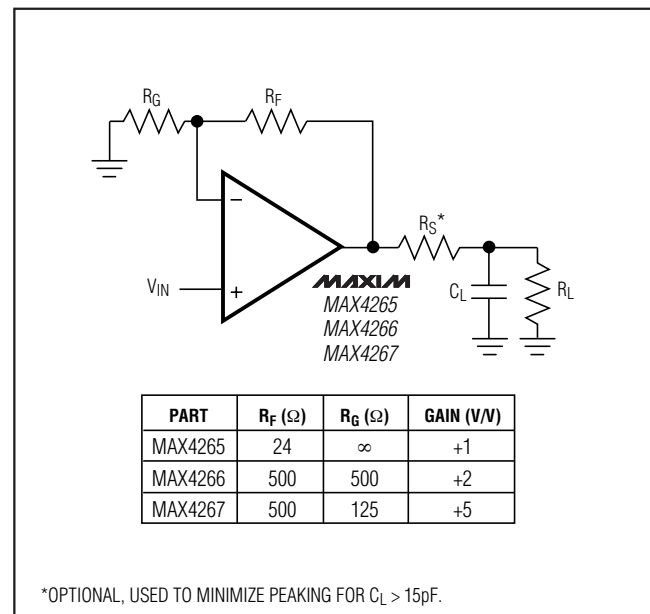 R_G
R_F
−
+
V_IN
R_S*
C_L
R_L
MAXIM
MAX4265
MAX4266
MAX4267
PART R_F (Ω) R_G (Ω) GAIN (V/V)
MAX4265 24 ∞ +1
MAX4266 500 500 +2
MAX4267 500 125 +5
*OPTIONAL, USED TO MINIMIZE PEAKING FOR C_L > 15pF.